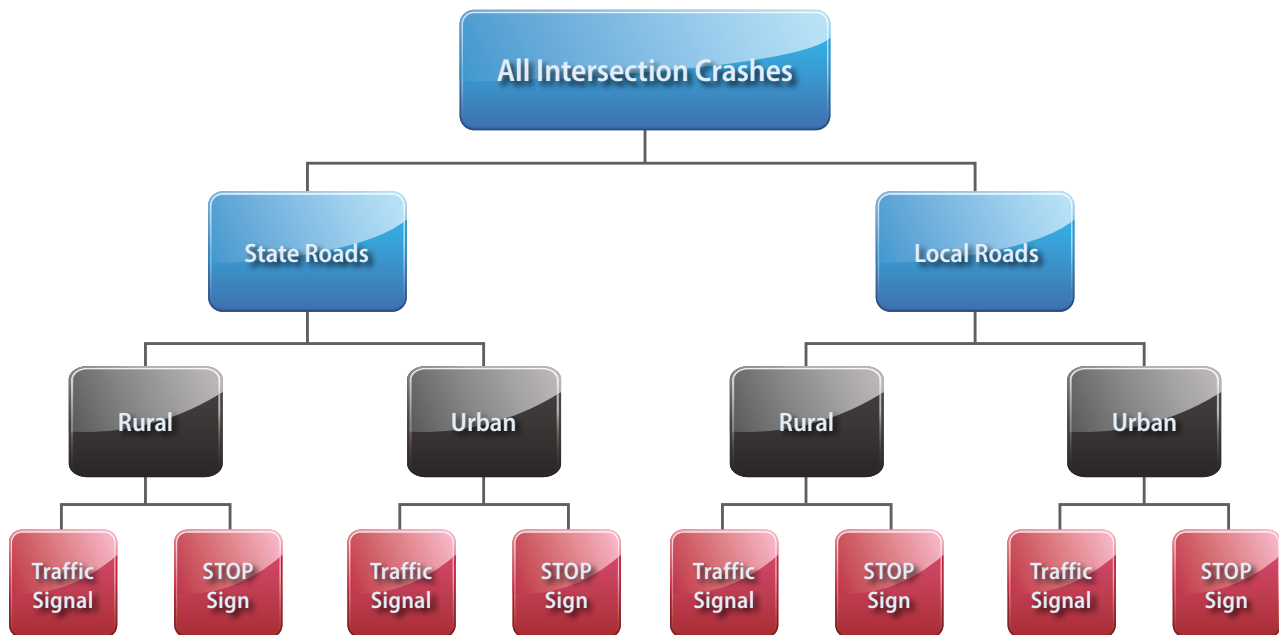 All Intersection Crashes
State Roads
Local Roads
Rural
Urban
Rural
Urban
Traffic
Signal
STOP
Sign
Traffic
Signal
STOP
Sign
Traffic
Signal
STOP
Sign
Traffic
Signal
STOP
Sign